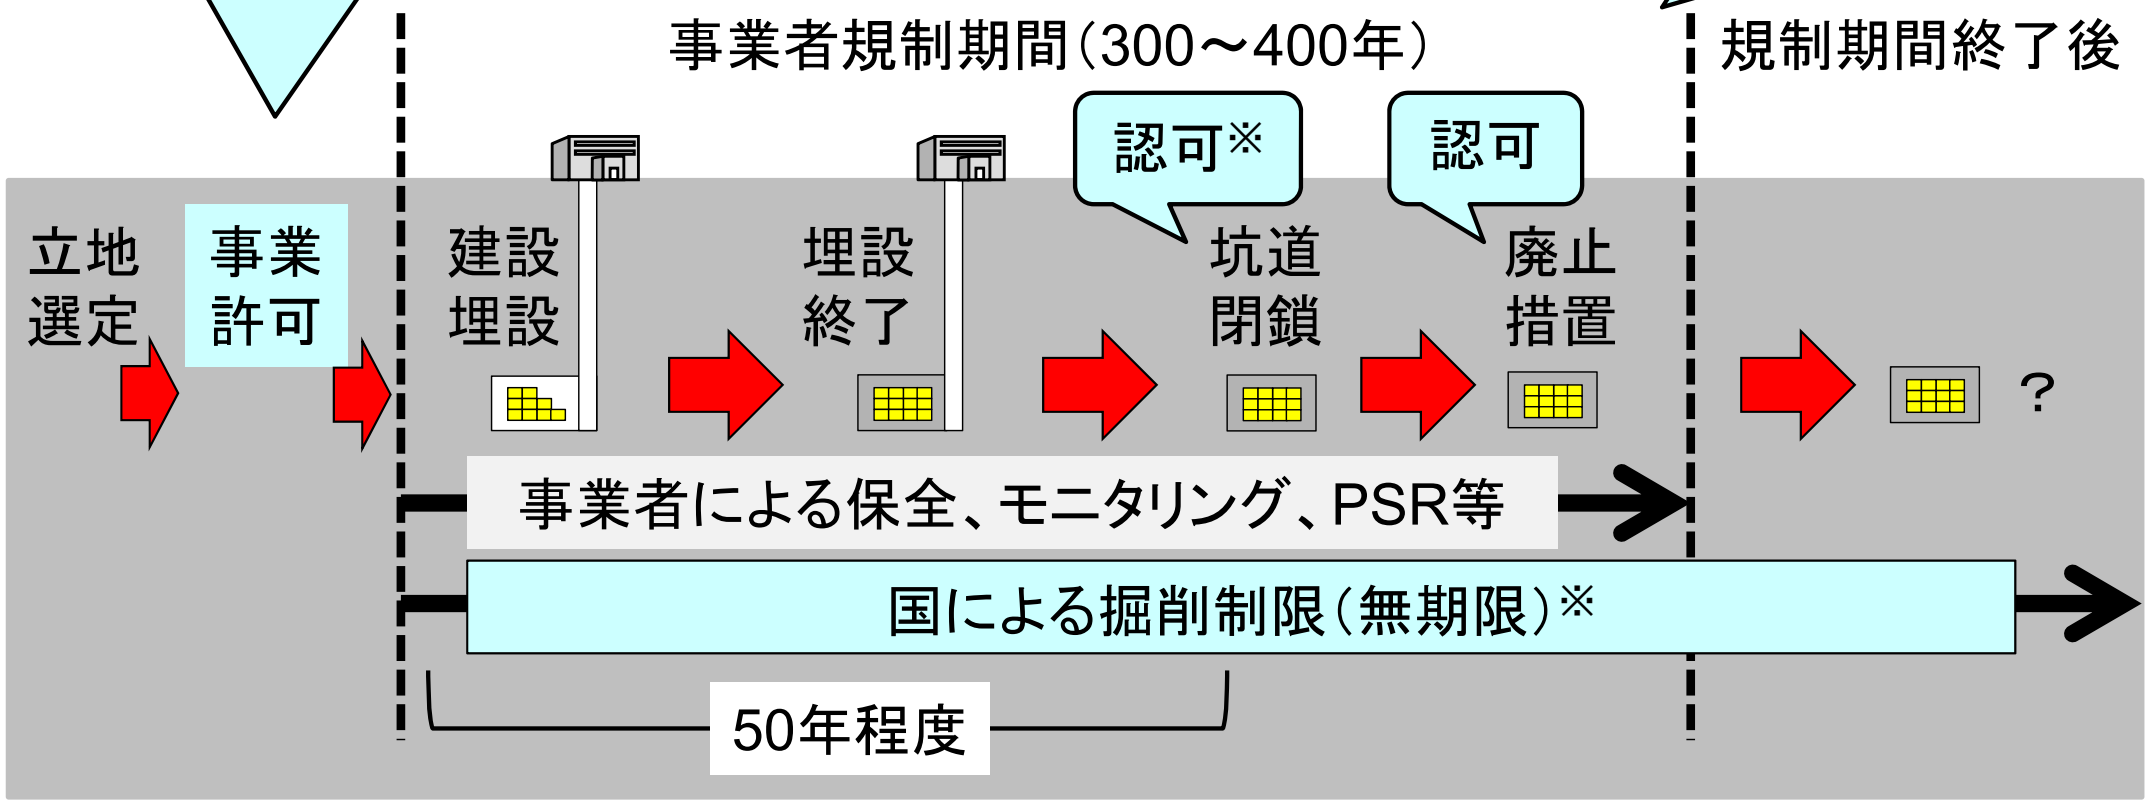 事業者規制期間（300～400年）
規制期間終了後
認可※
認可
立地
選定
事業
許可
建設
埋設
埋設
終了
坑道
閉鎖
廃止
措置
？
事業者による保全、モニタリング、PSR等
国による掘削制限（無期限）※
50年程度